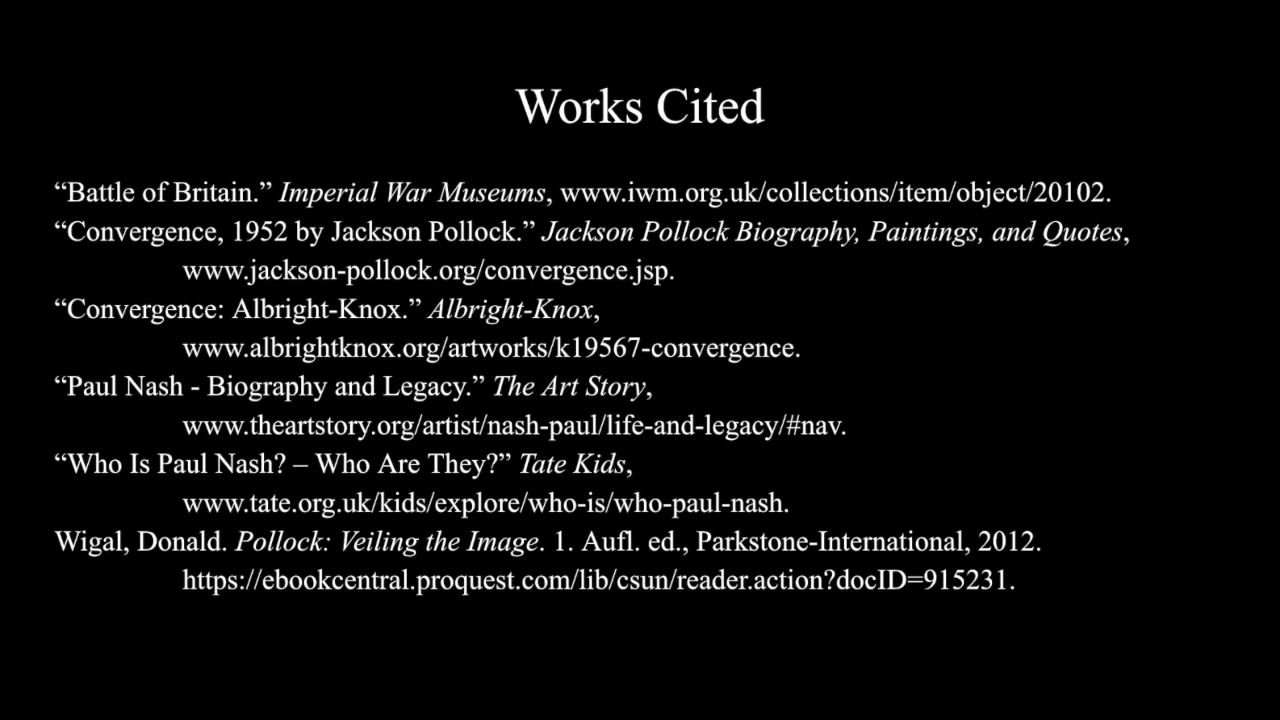 Works Cited
“Battle of Britain.” Imperial War Museums, www.iwm.org.uk/collections/item/object/20102.
“Convergence, 1952 by Jackson Pollock.” Jackson Pollock Biography, Paintings, and Quotes,
www.jackson-pollock.org/convergence.jsp.
“Convergence: Albright-Knox.” Albright-Knox,
www.albrightknox.org/artworks/k19567-convergence.
“Paul Nash - Biography and Legacy.” The Art Story,
www.theartstory.org/artist/nash-paul/life-and-legacy/#nav.
“Who Is Paul Nash? – Who Are They?” Tate Kids,
www.tate.org.uk/kids/explore/who-is/who-paul-nash.
Wigal, Donald. Pollock: Veiling the Image. 1. Aufl. ed., Parkstone-International, 2012.
https://ebookcentral.proquest.com/lib/csun/reader.action?docID=915231.